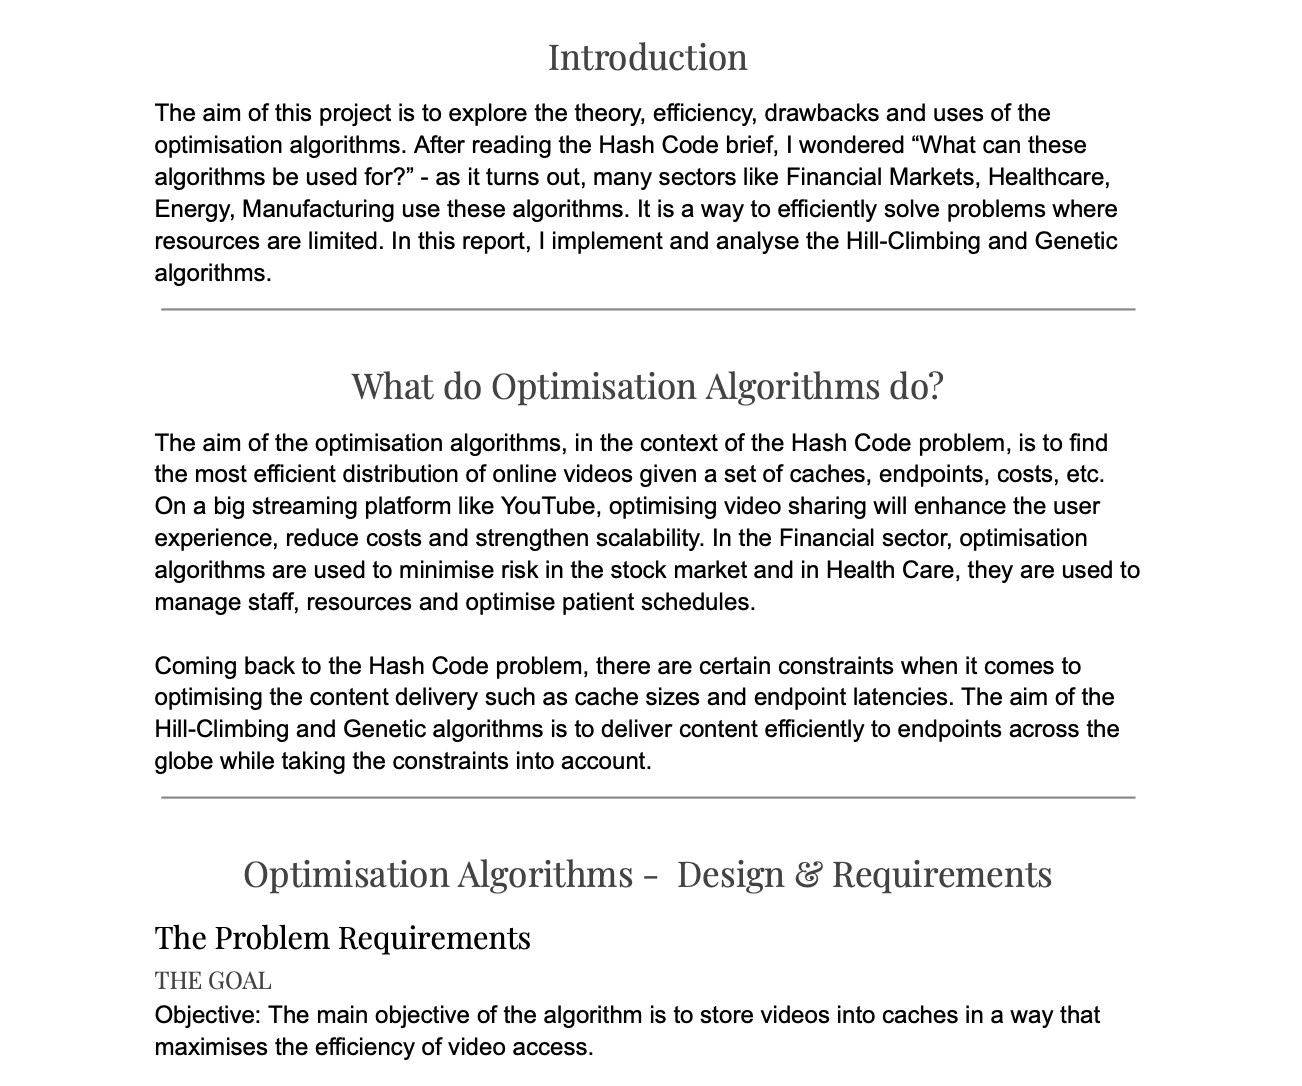 Introduction
The aim of this project is to explore the theory, efficiency, drawbacks and uses of the
optimisation algorithms. After reading the Hash Code brief, I wondered “What can these
algorithms be used for?” - as it turns out, many sectors like Financial Markets, Healthcare,
Energy, Manufacturing use these algorithms. It is a way to efficiently solve problems where
resources are limited. In this report, I implement and analyse the Hill-Climbing and Genetic
algorithms.
What do Optimisation Algorithms do?
The aim of the optimisation algorithms, in the context of the Hash Code problem, is to find
the most efficient distribution of online videos given a set of caches, endpoints, costs, etc.
On a big streaming platform like YouTube, optimising video sharing will enhance the user
experience, reduce costs and strengthen scalability. In the Financial sector, optimisation
algorithms are used to minimise risk in the stock market and in Health Care, they are used to
manage staff, resources and optimise patient schedules.
Coming back to the Hash Code problem, there are certain constraints when it comes to
optimising the content delivery such as cache sizes and endpoint latencies. The aim of the
Hill-Climbing and Genetic algorithms is to deliver content efficiently to endpoints across the
globe while taking the constraints into account.
Optimisation Algorithms -  Design & Requirements
The Problem Requirements
THE GOAL
Objective: The main objective of the algorithm is to store videos into caches in a way that
maximises the efficiency of video access.